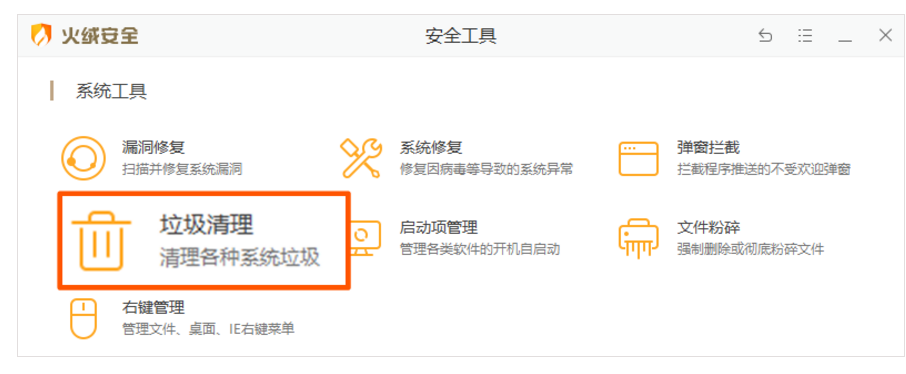 火绒安全
安全工具
系统工具
漏洞修复
扫描并修复系统漏洞
系统修复
修复因病毒等导致的系统异常
弹窗拦截
拦截程序推送的不受欢迎弹窗
垃圾清理
清理各种系统垃圾
启动项管理
管理各类软件的开机自启动
文件粉碎
强制删除或彻底粉碎文件
右键管理
管理文件、桌面、IE右键菜单